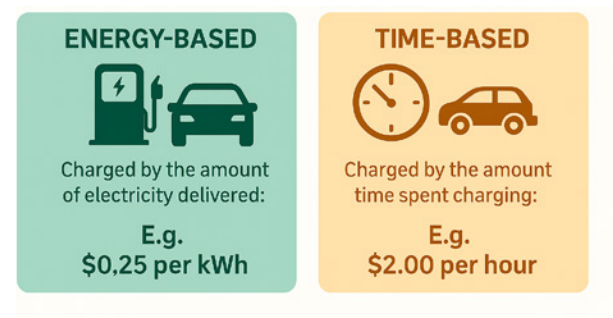 ENERGY-BASED
Charged by the amount
of electricity delivered:
E.g.
$0,25 per kWh
TIME-BASED
Charged by the amount
time spent charging:
E.g.
$2.00 per hour